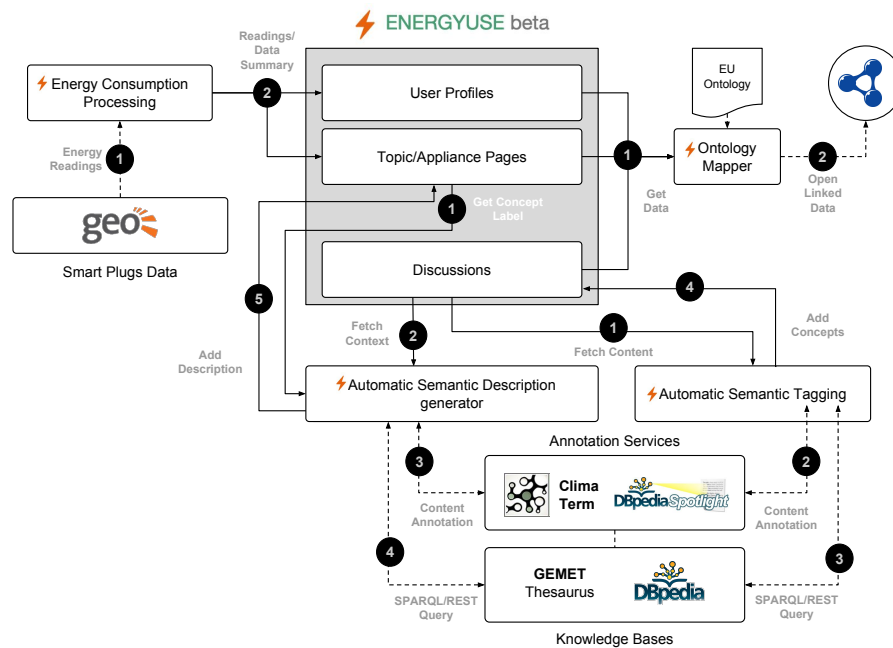 ENERGYUSE beta
Readings/
Data
Summary
EU
Ontology
Energy Consumption
Processing
2
User Profiles
Energy
Readings
1
Topic/Appliance Pages
1
Ontology
Mapper
2
Get
Data
Open
Linked
Data
1
Get Concept
Label
geo
Smart Plugs Data
Discussions
5
4
Fetch
Context
2
1
Fetch Content
Add
Concepts
Add
Description
Automatic Semantic Description
generator
Automatic Semantic Tagging
Annotation Services
3
2
Clima
Term
DBpedia Spotlight
Content
Annotation
Content
Annotation
4
3
GEMET
Thesaurus
DBpedia
SPARQL/REST
Query
SPARQL/REST
Query
Knowledge Bases